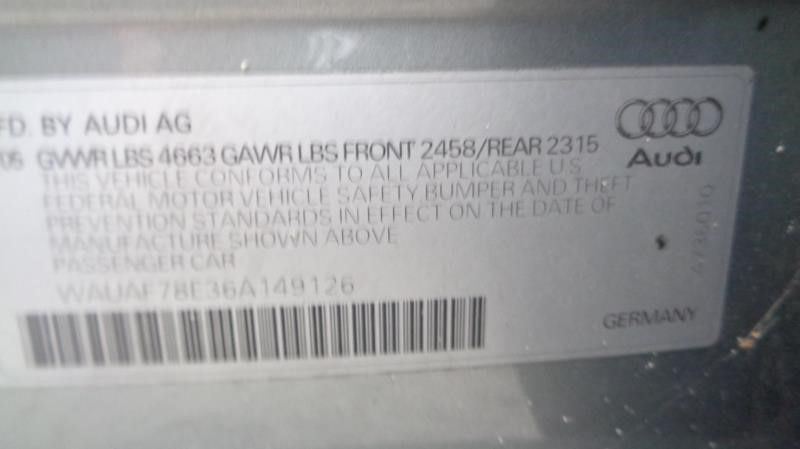 FD. BY AUDI AG
05 GVWR LBS 4663 GAWR LBS FRONT 2458/REAR 2315
THIS VEHICLE CONFORMS TO ALL APPLICABLE U.S
FEDERAL MOTOR VEHICLE SAFETY BUMPER AND THEFT
PREVENTION STANDARDS IN EFFECT ON THE DATE OF
MANUFACTURE SHOWN ABOVE
PASSENGER CAR
WAUAF78E36A149126
Audi
GERMANY